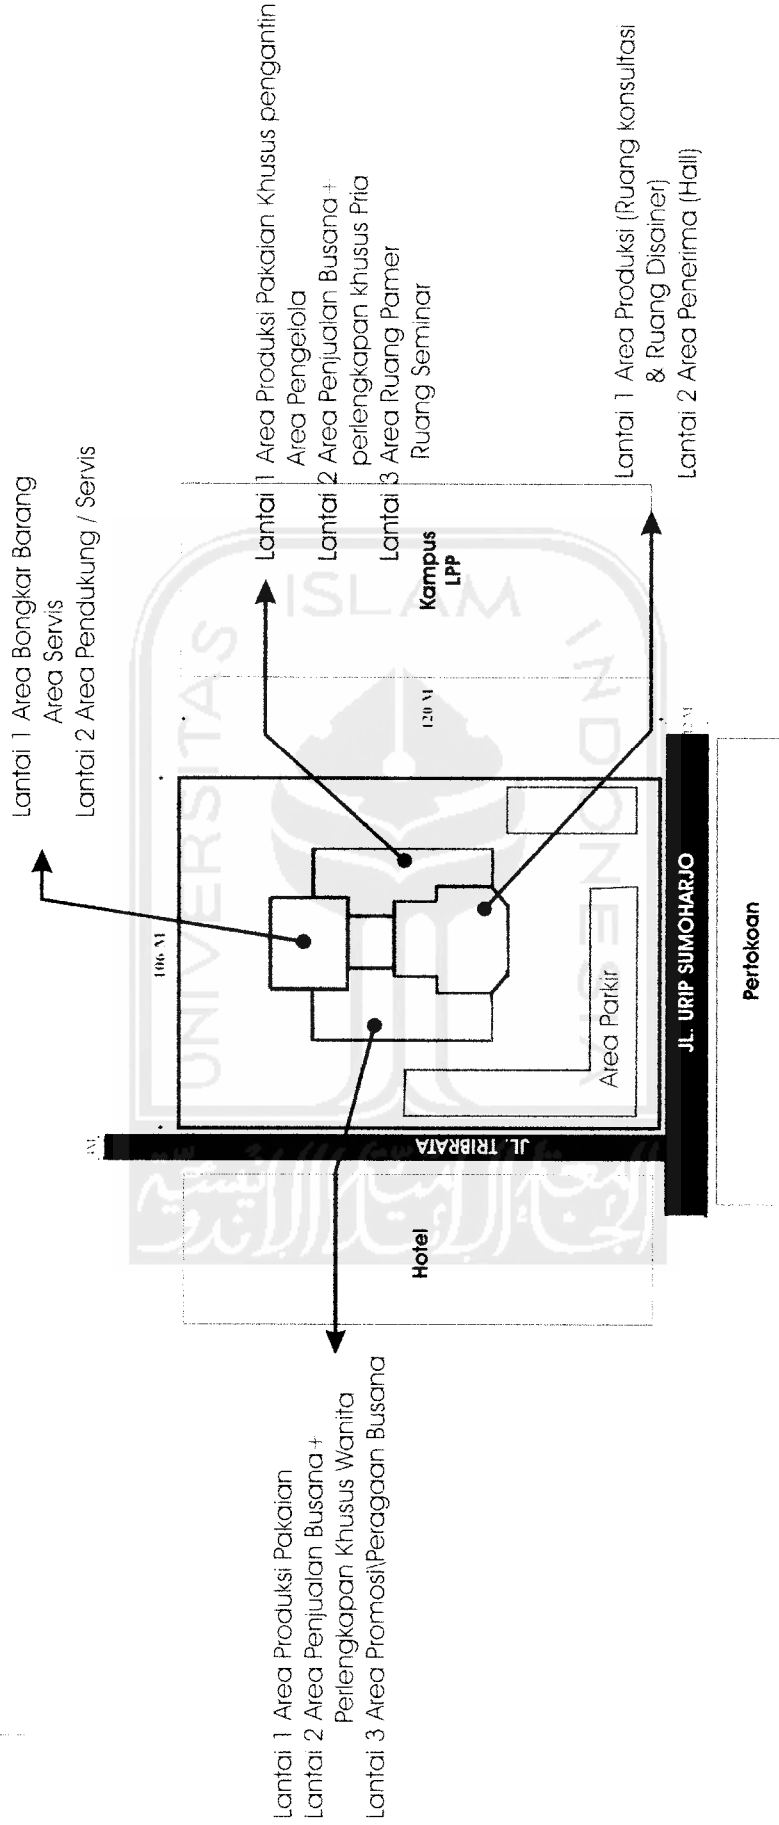 Lantai 1 Area Bongkar Barang
Area Servis
Lantai 2 Area Pendukung / Servis
Lantai 1 Area Produksi Pakaian Khusus pengantin
Area Pengelola
Lantai 2 Area Penjualan Busana +
perlengkapan khusus Pria
Lantai 3 Area Ruang Pamer
Ruang Seminar
Lantai 1 Area Produksi (Ruang konsultasi
& Ruang Disainer)
Lantai 2 Area Penerima (Hall)
Lantai 1 Area Produksi Pakaian
Lantai 2 Area Penjualan Busana +
Perlengkapan Khusus Wanita
Lantai 3 Area Promosi\Peragaan Busana
106 M
120 M
Kampus
LPP
Hotel
JL. TRIBRATA
Area Parkir
JL. URIP SUMOHARJO
Pertokoan
UNIVERSITAS
ISLAM
INDONESIA